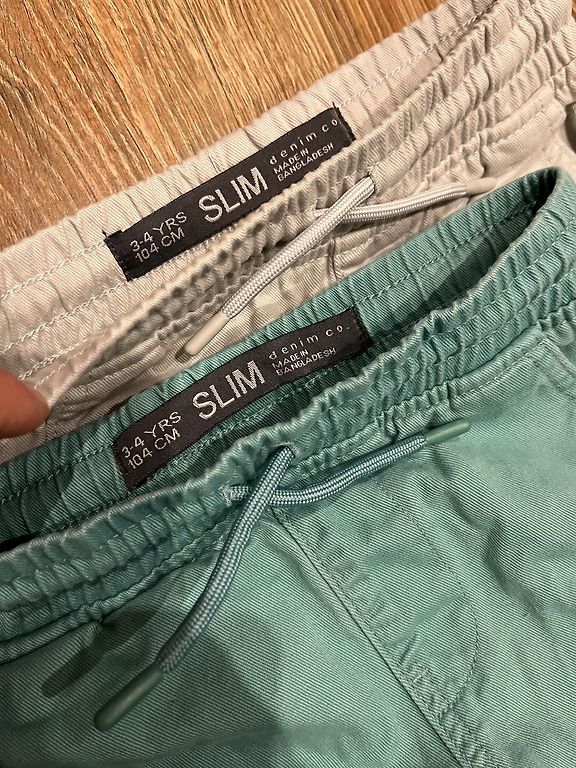 3-4 YRS
104 CM
SLIM
denim co.
MADE IN
BANGLADESH
3-4 YRS
104 CM
SLIM
denim co.
MADE IN
BANGLADESH